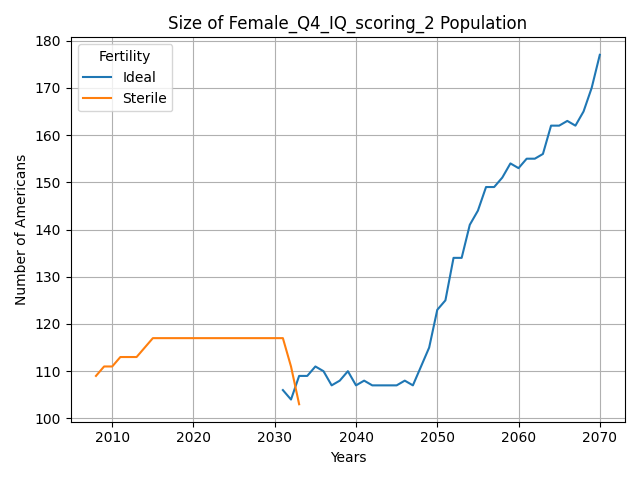 Size of Female_Q4_IQ_scoring_2 Population
Fertility
Ideal
Sterile
Number of Americans
180
170
160
150
140
130
120
110
100
2010 2020 2030 2040 2050 2060 2070
Years